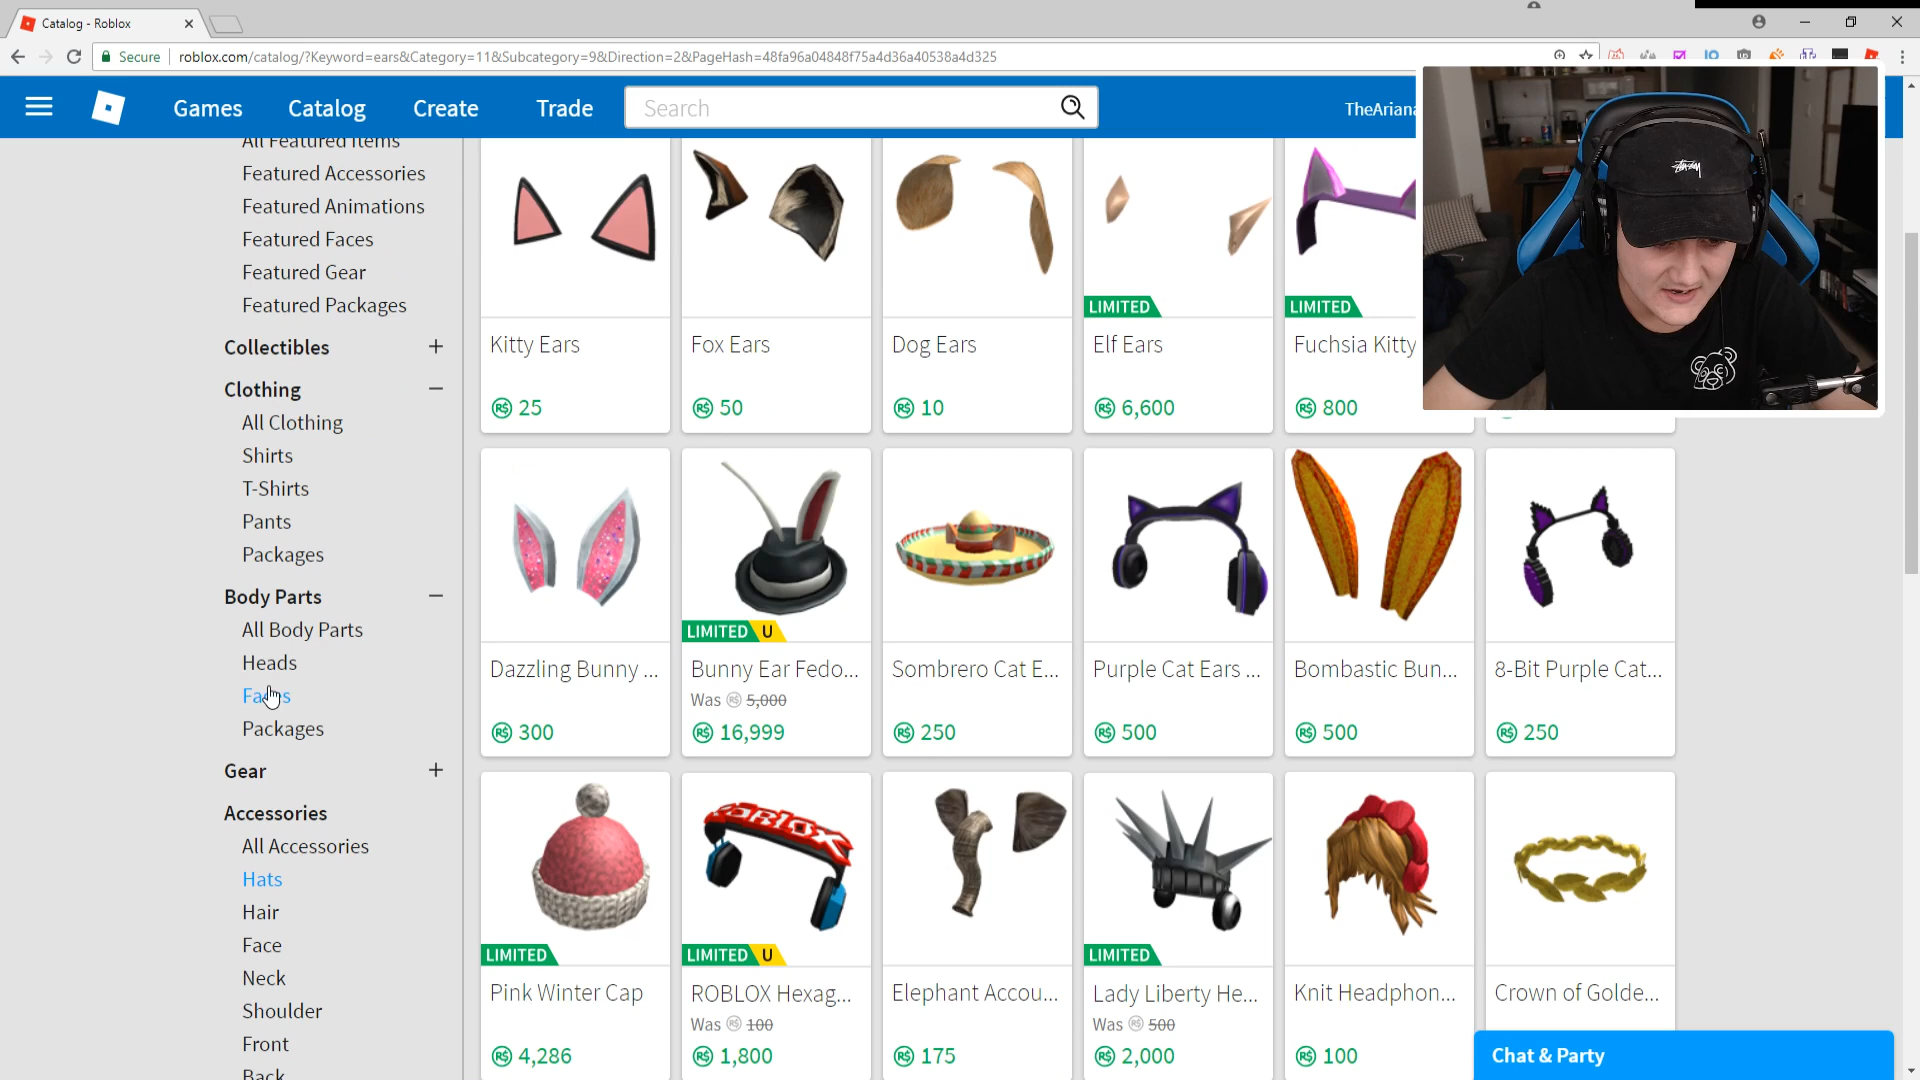 Catalog - Roblox
Secure
roblox.com/catalog/?Keyword=ears&Category=11&Subcategory=9&Direction=2&PageHash=48fa96a04848f75a4d36a40538a4d325
Games
Catalog
Create
Trade
Search
TheAriana
All Featured Items
Featured Accessories
Featured Animations
Featured Faces
Featured Gear
Featured Packages
Collectibles
Clothing
All Clothing
Shirts
T-Shirts
Pants
Packages
Body Parts
All Body Parts
Heads
Faces
Packages
Gear
Accessories
All Accessories
Hats
Hair
Face
Neck
Shoulder
Front
Back
LIMITED
LIMITED
Kitty Ears
Fox Ears
Dog Ears
Elf Ears
Fuchsia Kitty
R$ 25
R$ 50
R$ 10
R$ 6,600
R$ 800
LIMITED U
Dazzling Bunny ...
Bunny Ear Fedo...
Sombrero Cat E...
Purple Cat Ears ...
Bombastic Bun...
8-Bit Purple Cat...
Was R$ 5,000
R$ 300
R$ 16,999
R$ 250
R$ 500
R$ 500
R$ 250
ROBLOX
LIMITED
LIMITED U
LIMITED
Pink Winter Cap
ROBLOX Hexag...
Elephant Accou...
Lady Liberty He...
Knit Headphon...
Crown of Golde...
Was R$ 100
Was R$ 500
R$ 4,286
R$ 1,800
R$ 175
R$ 2,000
R$ 100
Chat & Party